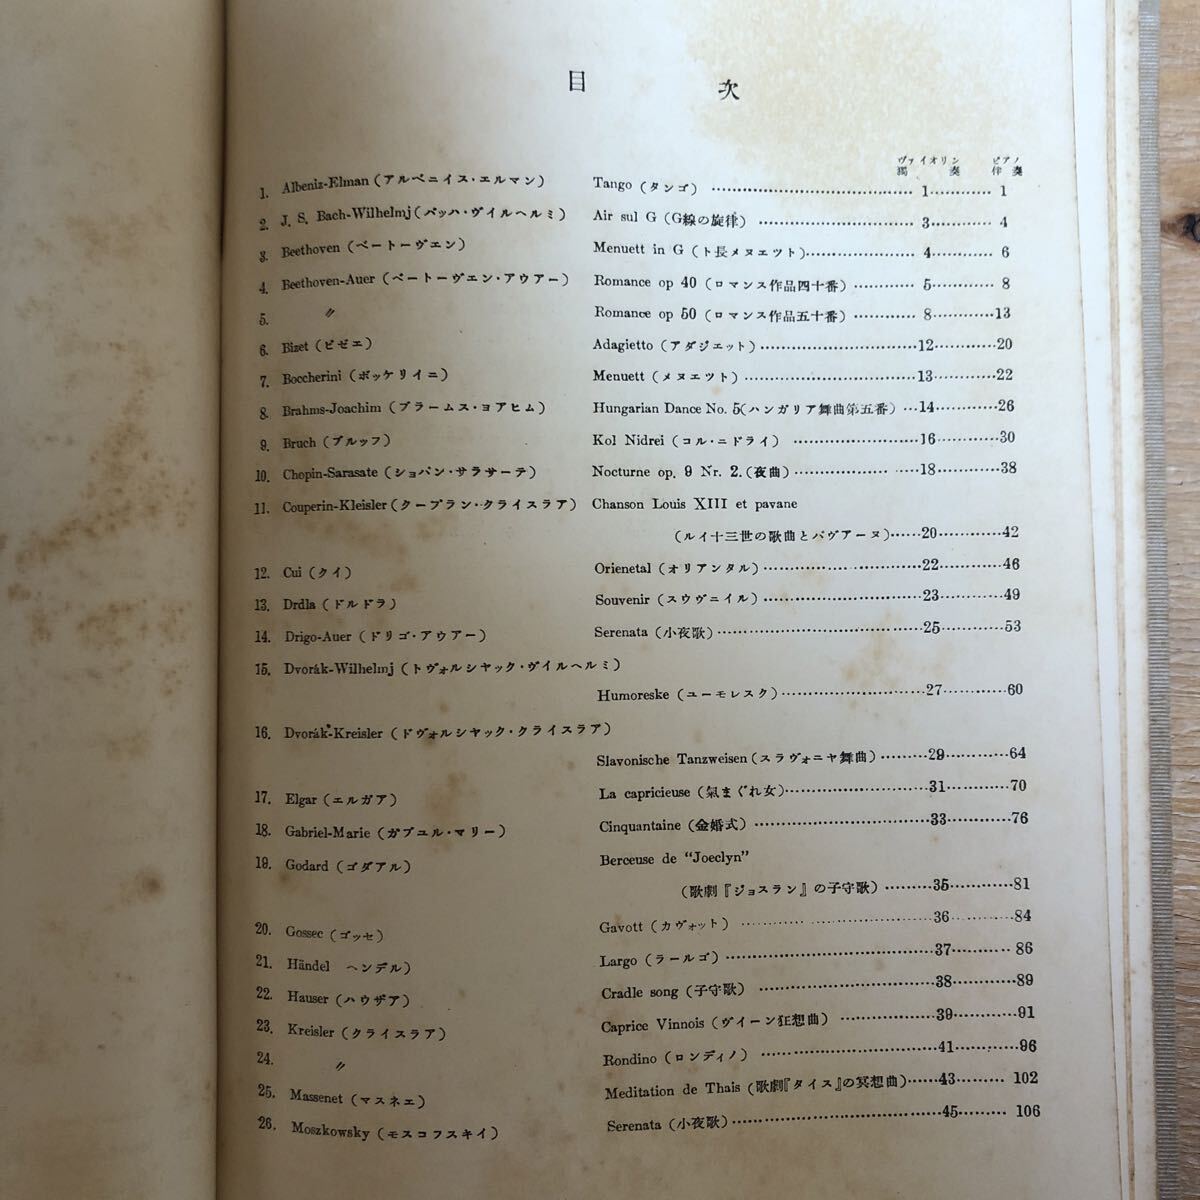 目次
ヴァイオリン ピアノ
獨奏 伴奏
1. Albeniz-Elman (アルベニイス・エルマン) Tango (タンゴ) 1 1
2. J. S. Bach-Wilhelmj (バッハ・ヴイルヘルミ) Air sul G (G線の旋律) 3 4
3. Beethoven (ベートーヴエン) Menuett in G (ト長メヌエツト) 4 6
4. Beethoven-Auer (ベートーヴエン・アウアー) Romance op 40 (ロマンス作品四十番) 5 8
5. 〃 Romance op 50 (ロマンス作品五十番) 8 13
6. Bizet (ビゼエ) Adagietto (アダジエット) 12 20
7. Boccherini (ボッケリイニ) Menuett (メヌエツト) 13 22
8. Brahms-Joachim (ブラームス・ヨアヒム) Hungarian Dance No. 5 (ハンガリア舞曲第五番) 14 26
9. Bruch (ブルッフ) Kol Nidrei (コル・ニドライ) 16 30
10. Chopin-Sarasate (ショパン・サラサーテ) Nocturne op. 9 Nr. 2. (夜曲) 18 38
11. Couperin-Kleisler (クープラン・クライスラア) Chanson Louis XIII et pavane
(ルイ十三世の歌曲とパヴアーヌ) 20 42
12. Cui (クイ) Orienetal (オリアンタル) 22 46
13. Drdla (ドルドラ) Souvenir (スウヴニイル) 23 49
14. Drigo-Auer (ドリゴ・アウアー) Serenata (小夜歌) 25 53
15. Dvorák-Wilhelmj (トヴォルシヤック・ヴイルヘルミ)
Humoreske (ユーモレスク) 27 60
16. Dvorák-Kreisler (ドヴォルシヤック・クライスラア)
Slavonische Tanzweisen (スラヴォニヤ舞曲) 29 64
17. Elgar (エルガア) La capricieuse (氣まぐれ女) 31 70
18. Gabriel-Marie (ガブユル・マリー) Cinquantaine (金婚式) 33 76
19. Godard (ゴダアル) Berceuse de “Joeclyn”
(歌劇『ジョスラン』の子守歌) 35 81
20. Gossec (ゴッセ) Gavott (カヴォット) 36 84
21. Händel ヘンデル) Largo (ラールゴ) 37 86
22. Hauser (ハウザア) Cradle song (子守歌) 38 89
23. Kreisler (クライスラア) Caprice Vinnois (ヴイーン狂想曲) 39 91
24. 〃 Rondino (ロンディノ) 41 96
25. Massenet (マスネエ) Meditation de Thais (歌劇『タイス』の冥想曲) 43 102
26. Moszkowsky (モスコフスキイ) Serenata (小夜歌) 45 106